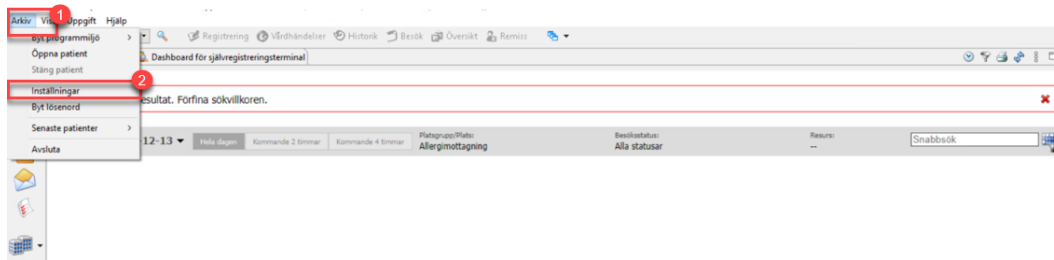 1
Arkiv Uppgift Hjälp
Byt programmiljö
Registrering Vårdhändelser Historik Besök Översikt Remiss
Öppna patient
Dashboard för självregistreringsterminal
Stäng patient
2
Inställningar
esultat. Förfina sökvillkoren.
Byt lösenord
Senaste patienter
12-13 Hela dagen Kommande 2 timmar Kommande 4 timmar Platsgrupp/Plats: Besöksstatus: Resurs: Snabbsök
Allergimottagning Alla statusar --
Avsluta